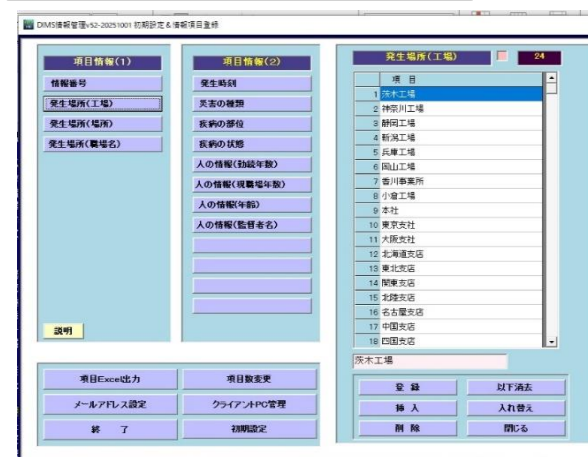 DIMS情報管理v52-20251001 初期設定&情報項目登録
項目情報(1)
情報番号
発生場所(工場)
発生場所(場所)
発生場所(職場名)
説明
項目情報(2)
発生時刻
災害の種類
疾病の部位
疾病の状態
人の情報(勤続年数)
人の情報(現職場年数)
人の情報(年齢)
人の情報(監督者名)
発生場所(工場)
24
項 目
1 茨木工場
2 神奈川工場
3 静岡工場
4 新潟工場
5 兵庫工場
6 岡山工場
7 香川事業所
8 小倉工場
9 本社
10 東京支社
11 大阪支社
12 北海道支店
13 東北支店
14 関東支店
15 北陸支店
16 名古屋支店
17 中国支店
18 四国支店
茨木工場
項目Excel出力
項目数変更
メールアドレス設定
クライアントPC管理
終 了
初期設定
登 録
以下消去
挿 入
入れ替え
削 除
閉じる